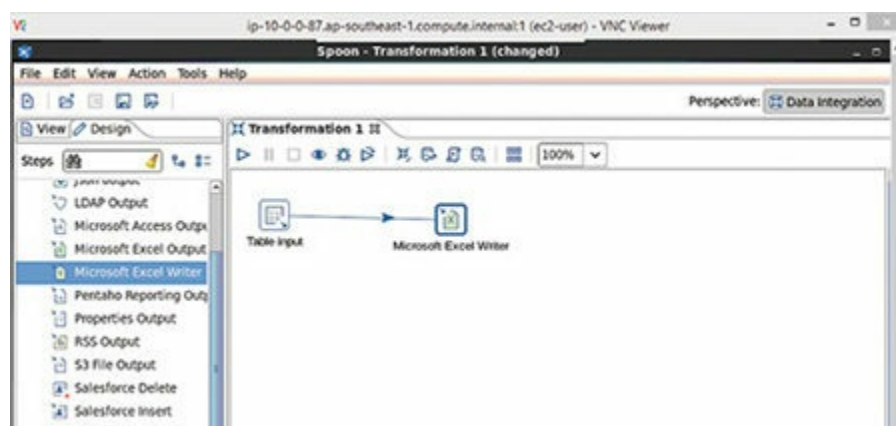 ip-10-0-0-87.ap-southeast-1.compute.internal:1 (ec2-user) - VNC Viewer
Spoon - Transformation 1 (changed)
File Edit View Action Tools Help
Perspective: Data Integration
View Design
Transformation 1
Steps
100%
Json Output
LDAP Output
Microsoft Access Outpu
Microsoft Excel Output
Microsoft Excel Writer
Pentaho Reporting Outp
Properties Output
RSS Output
S3 File Output
Salesforce Delete
Salesforce Insert
Table input
Microsoft Excel Writer